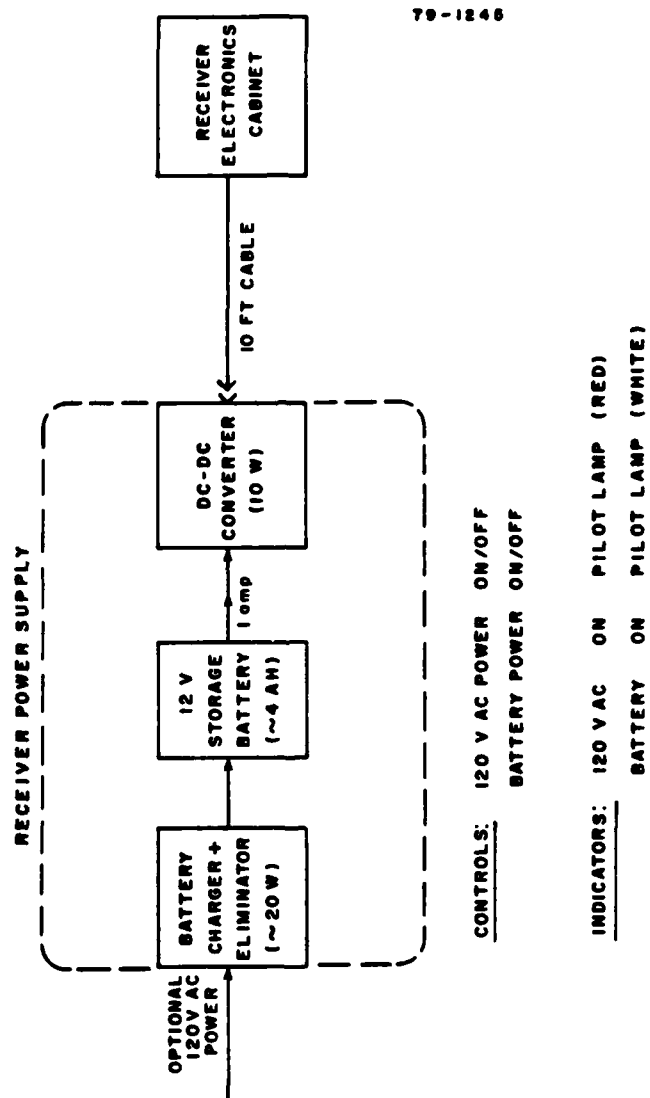 79-1246
RECEIVER POWER SUPPLY
OPTIONAL
120V AC
POWER
BATTERY
CHARGER+
ELIMINATOR
(~20W)
12 V
STORAGE
BATTERY
(~4 AH)
1 amp
DC-DC
CONVERTER
(10 W)
10 FT CABLE
RECEIVER
ELECTRONICS
CABINET
CONTROLS: 120 V AC POWER ON/OFF
BATTERY POWER ON/OFF
INDICATORS: 120 V AC ON PILOT LAMP (RED)
BATTERY ON PILOT LAMP (WHITE)